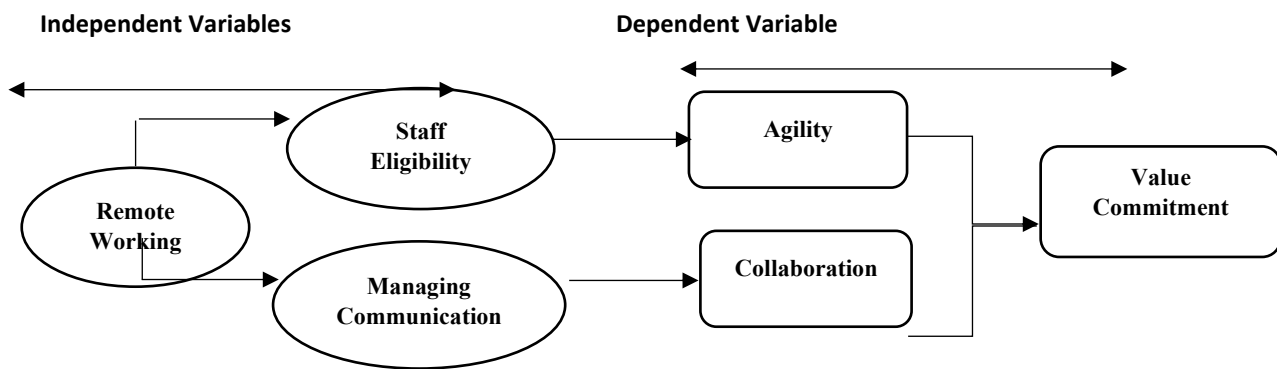 Independent Variables
Dependent Variable
Staff
Eligibility
Agility
Remote
Working
Value
Commitment
Managing
Communication
Collaboration